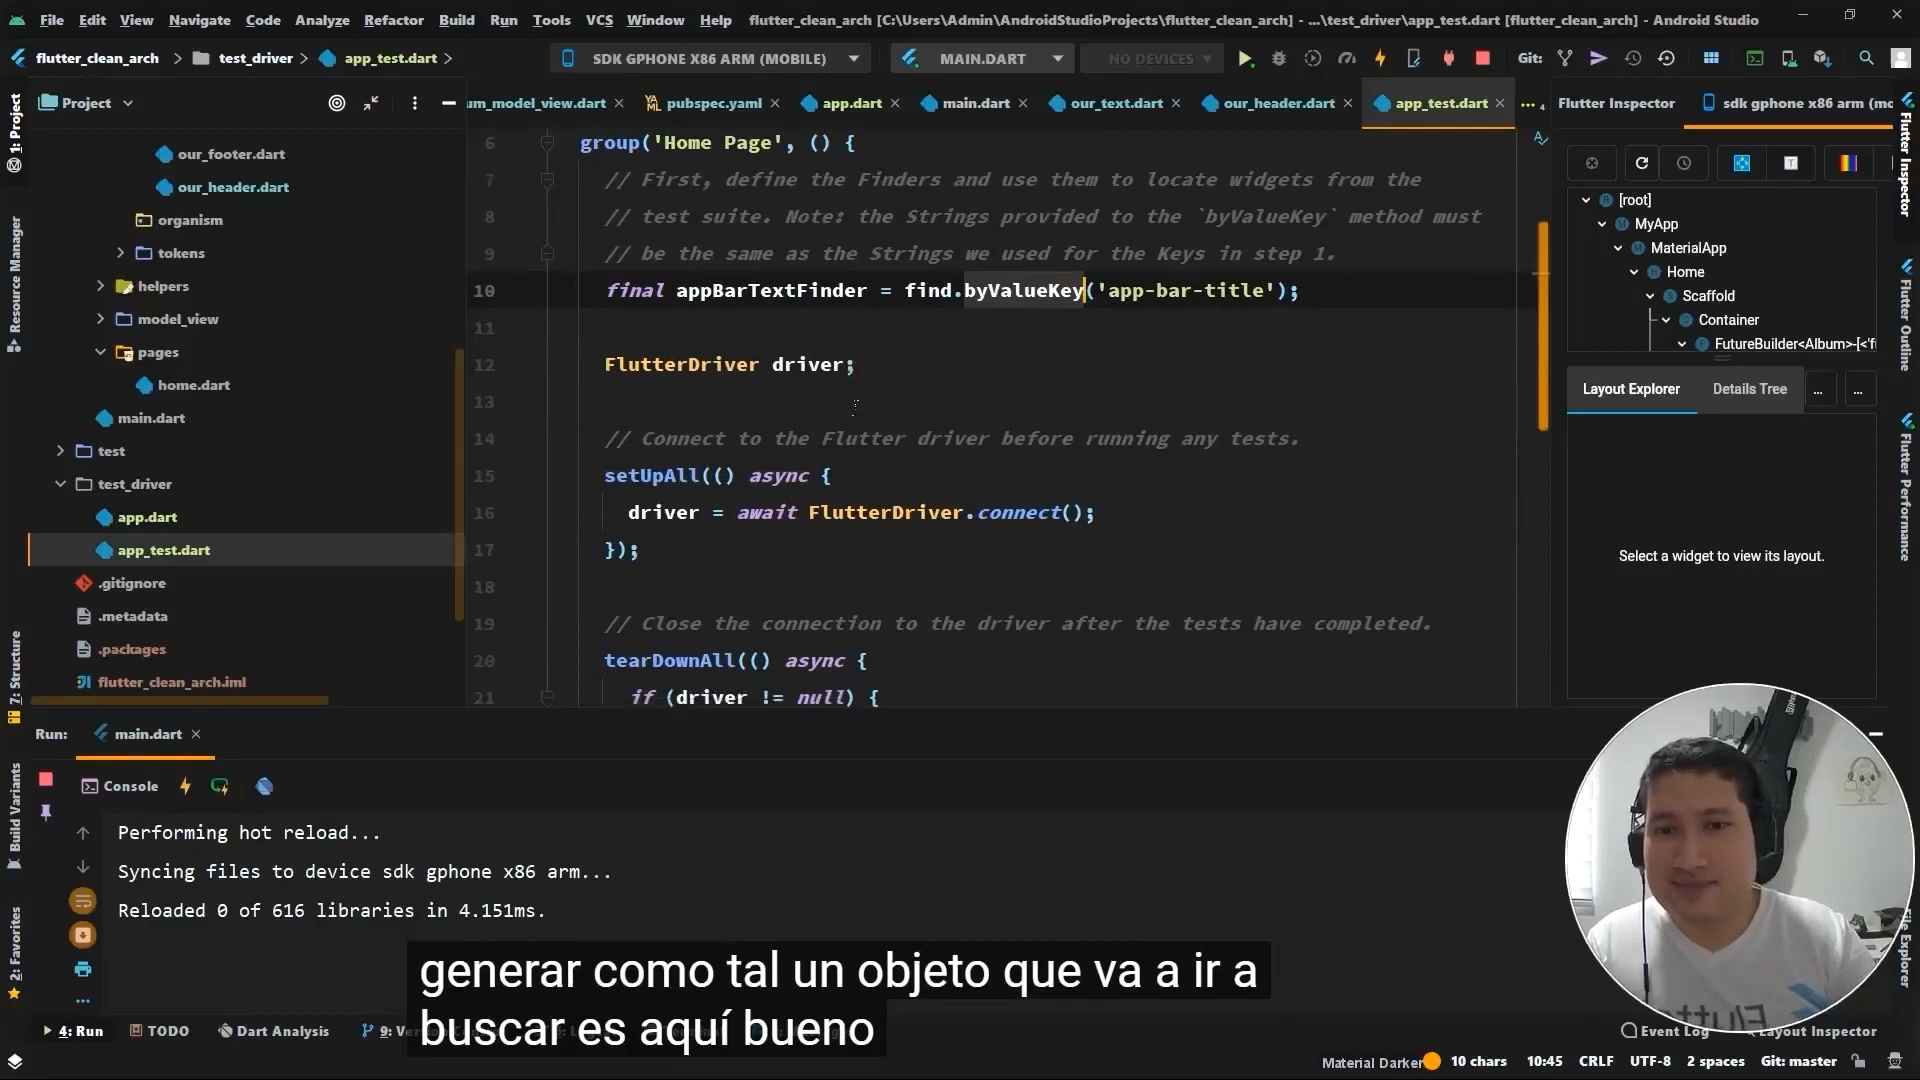 File Edit View Navigate Code Analyze Refactor Build Run Tools VCS Window Help flutter_clean_arch [C:\Users\Admin\AndroidStudioProjects\flutter_clean_arch] - ...\test_driver\app_test.dart [flutter_clean_arch] - Android Studio
flutter_clean_arch test_driver app_test.dart SDK GPHONE X86 ARM (MOBILE) MAIN.DART NO DEVICES Git:
Project um_model_view.dart pubspec.yaml app.dart main.dart our_text.dart our_header.dart app_test.dart 4 Flutter Inspector sdk gphone x86 arm (mo
1: Project
Resource Manager
7: Structure
Build Variants
2: Favorites
our_footer.dart
our_header.dart
organism
tokens
helpers
model_view
pages
home.dart
main.dart
test
test_driver
app.dart
app_test.dart
.gitignore
.metadata
.packages
flutter_clean_arch.iml
6 group('Home Page', () {
7 // First, define the Finders and use them to locate widgets from the
8 // test suite. Note: the Strings provided to the `byValueKey` method must
9 // be the same as the Strings we used for the Keys in step 1.
10 final appBarTextFinder = find.byValueKey('app-bar-title');
11
12 FlutterDriver driver;
13
14 // Connect to the Flutter driver before running any tests.
15 setUpAll(() async {
16 driver = await FlutterDriver.connect();
17 });
18
19 // Close the connection to the driver after the tests have completed.
20 tearDownAll(() async {
21 if (driver != null) {
[root]
MyApp
MaterialApp
Home
Scaffold
Container
FutureBuilder<Album>-[<'f
Layout Explorer Details Tree ... ...
Select a widget to view its layout.
Flutter Inspector
Flutter Outline
Flutter Performance
File Explorer
Run: main.dart
Console
Performing hot reload...
Syncing files to device sdk gphone x86 arm...
Reloaded 0 of 616 libraries in 4.151ms.
generar como tal un objeto que va a ir a
buscar es aquí bueno
4: Run TODO Dart Analysis 9: Event Log Layout Inspector
Material Darker 10 chars 10:45 CRLF UTF-8 2 spaces Git: master